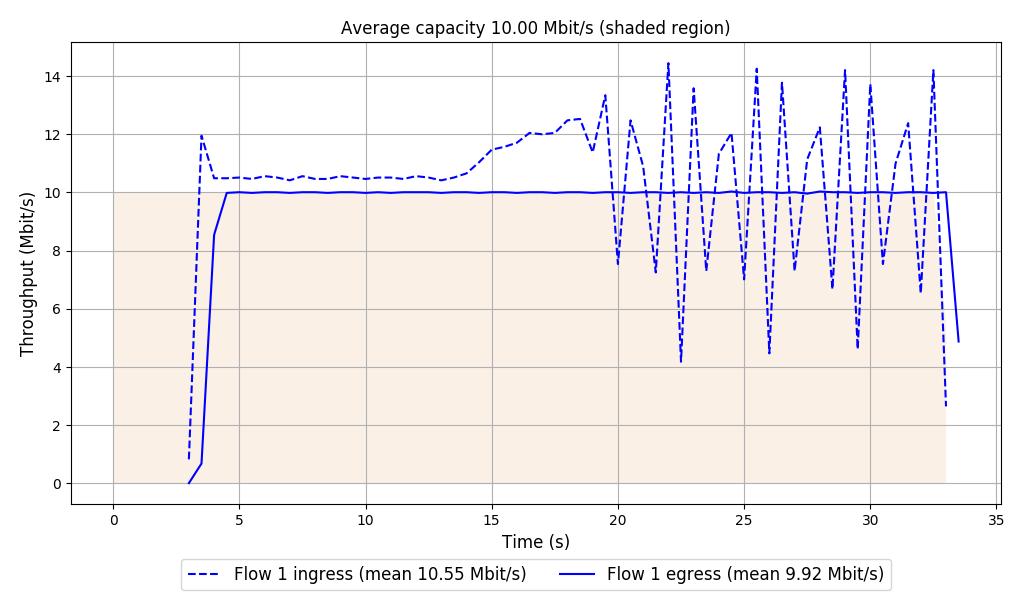 Average capacity 10.00 Mbit/s (shaded region)
Throughput (Mbit/s)
14
12
10
8
6
4
2
0
0 5 10 15 20 25 30 35
Time (s)
Flow 1 ingress (mean 10.55 Mbit/s) Flow 1 egress (mean 9.92 Mbit/s)